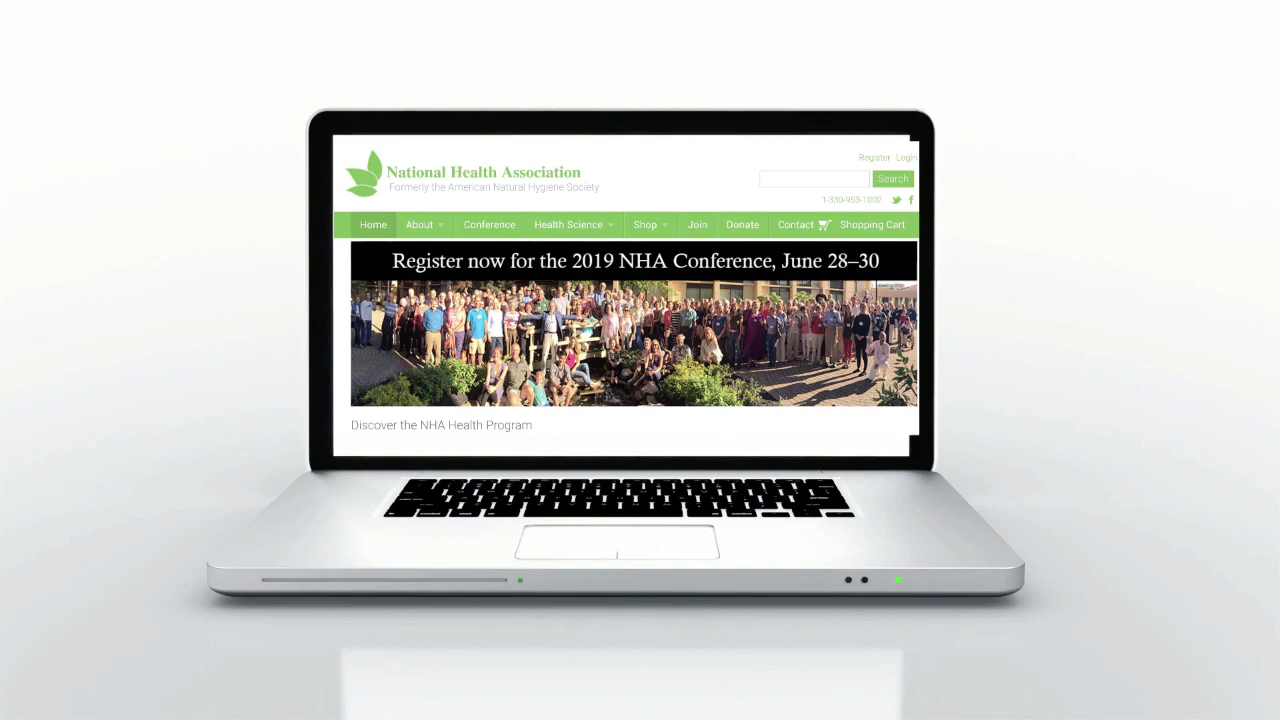 Register Login
National Health Association
Formerly the American Natural Hygiene Society
Search
1-330-953-1002
Home About Conference Health Science Shop Join Donate Contact Shopping Cart
Register now for the 2019 NHA Conference, June 28–30
Discover the NHA Health Program